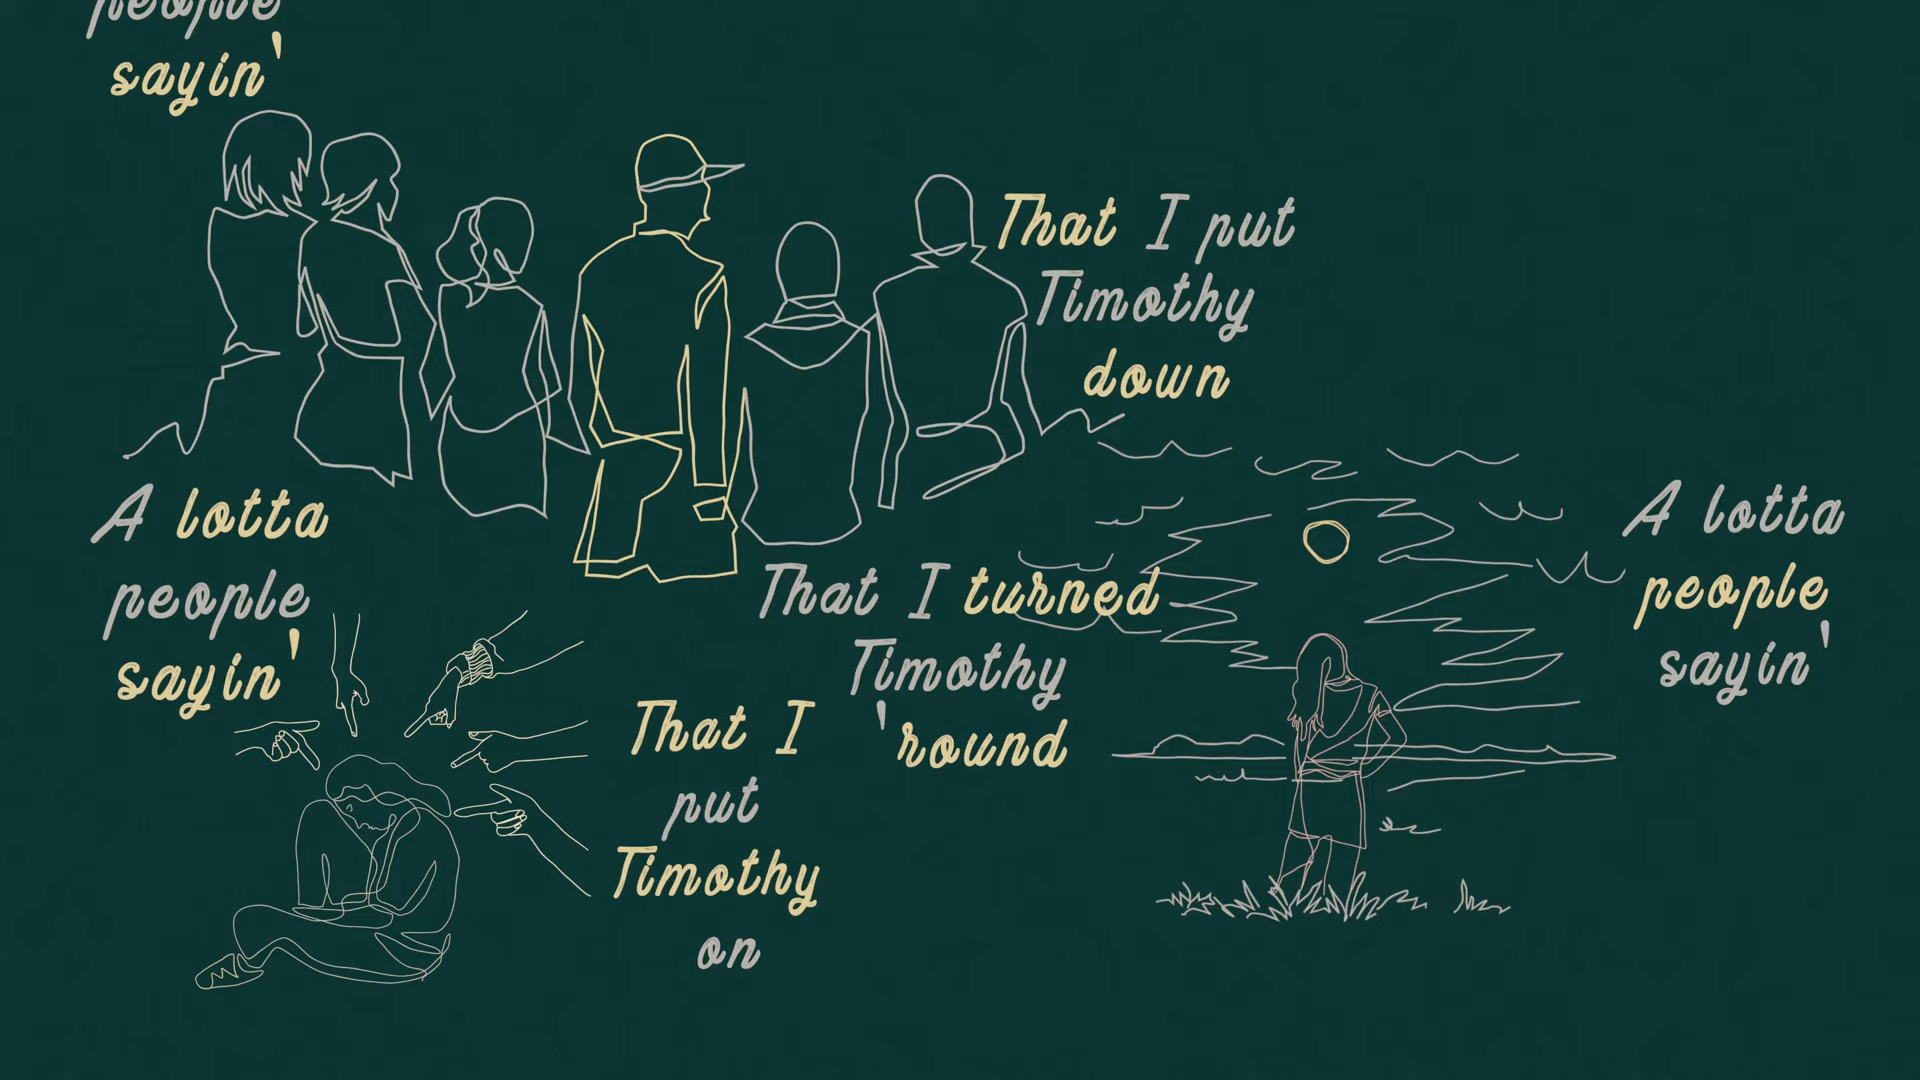 people
sayin'
That I put
Timothy
down
A lotta
people
sayin'
That I turned
Timothy
'round
A lotta
people
sayin'
That I
put
Timothy
on